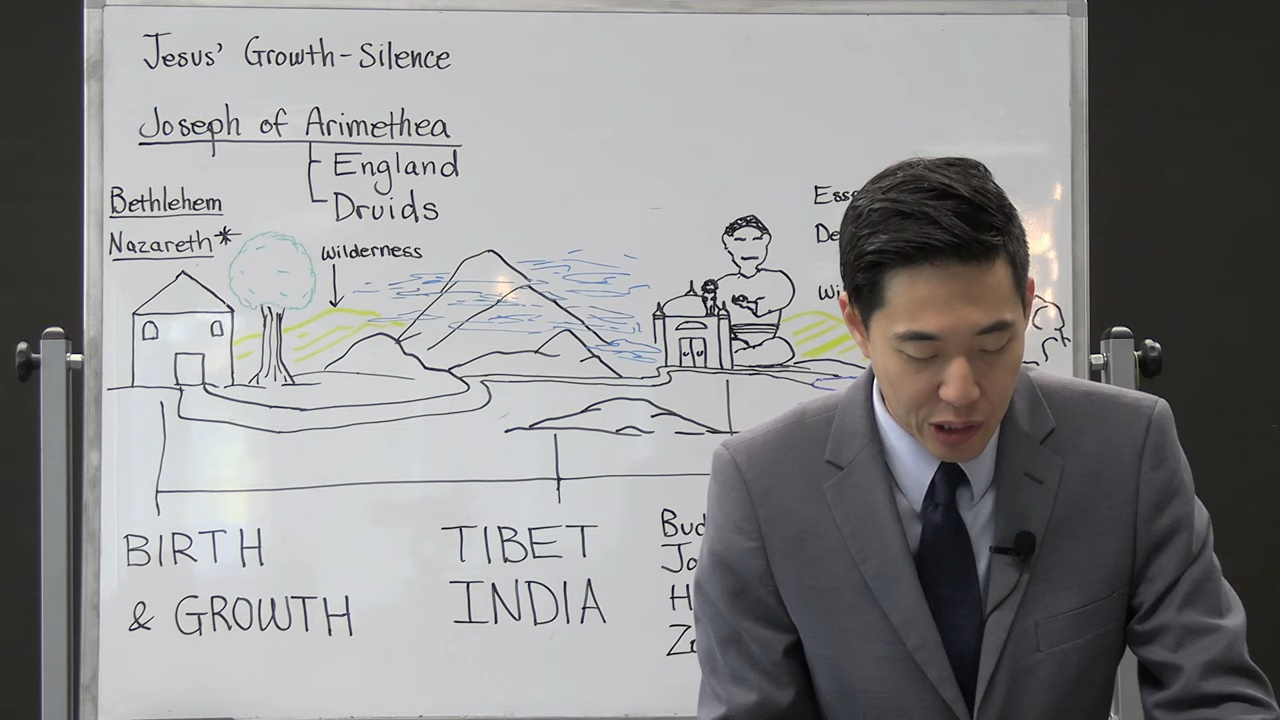 Jesus' Growth-Silence
Joseph of Arimethea
England
Druids
Bethlehem
Nazareth*
Wilderness
BIRTH
& GROWTH
TIBET
INDIA